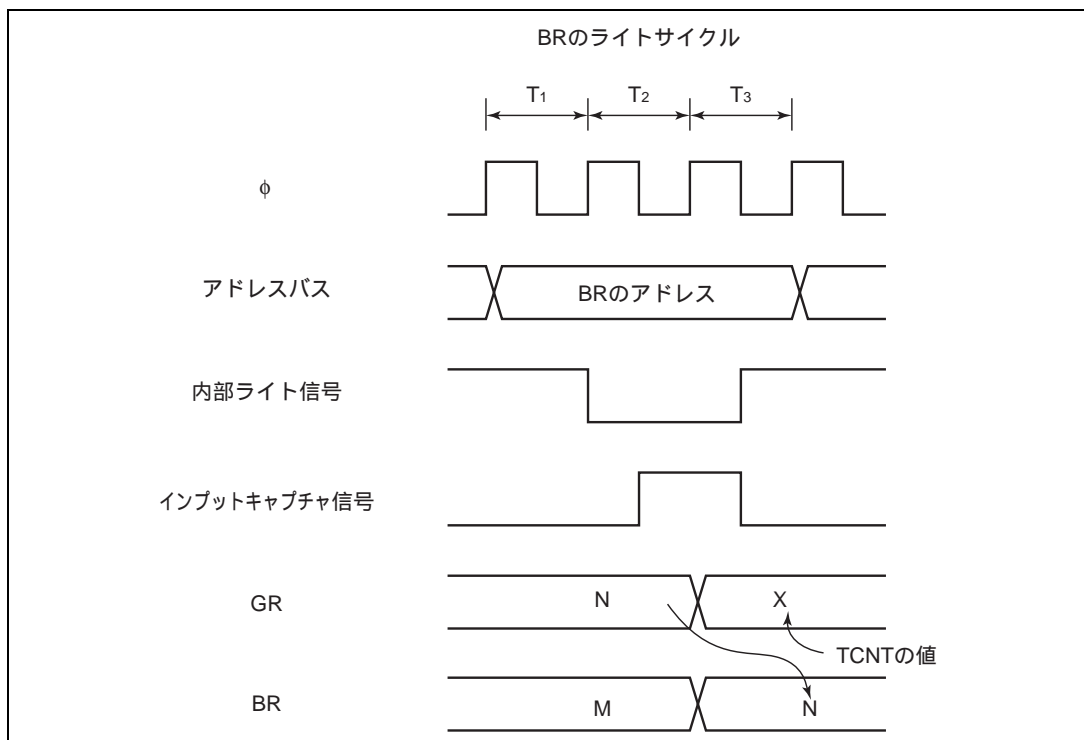 BRのライトサイクル
T1 T2 T3
φ
アドレスバス BRのアドレス
内部ライト信号
インプットキャプチャ信号
GR N X
TCNTの値
BR M N